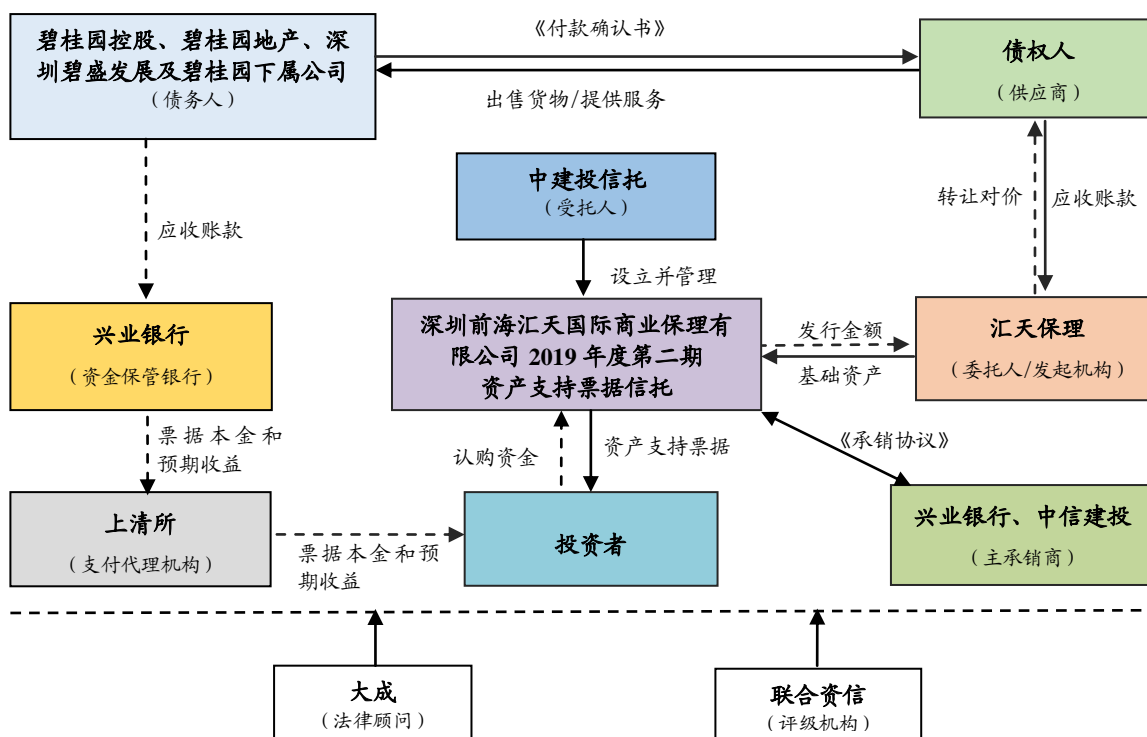 碧桂园控股、碧桂园地产、深
圳碧盛发展及碧桂园下属公司
（债务人）
《付款确认书》
出售货物/提供服务
债权人
（供应商）
中建投信托
（受托人）
转让对价
应收账款
应收账款
设立并管理
兴业银行
（资金保管银行）
深圳前海汇天国际商业保理有
限公司 2019 年度第二期
资产支持票据信托
发行金额
基础资产
汇天保理
（委托人/发起机构）
票据本金和
预期收益
认购资金
资产支持票据
《承销协议》
上清所
（支付代理机构）
票据本金和预
期收益
投资者
兴业银行、中信建投
（主承销商）
大成
（法律顾问）
联合资信
（评级机构）